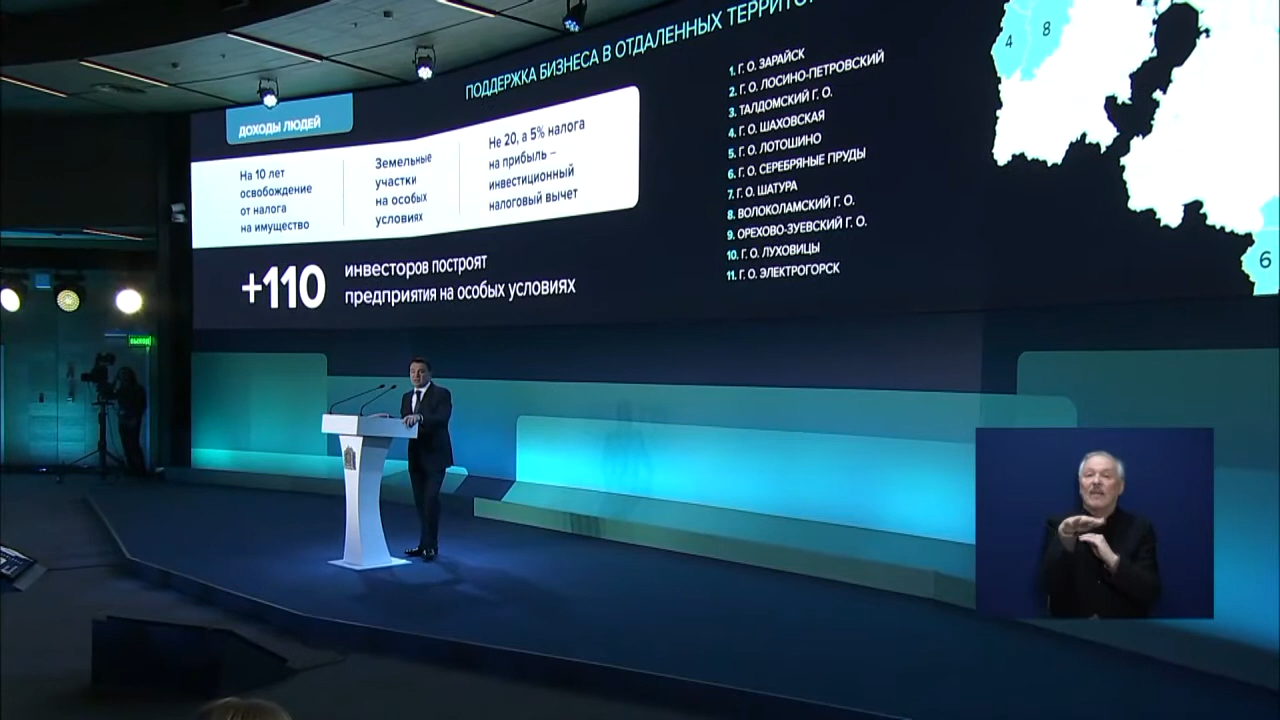 ПОДДЕРЖКА БИЗНЕСА В ОТДАЛЕННЫХ
ДОХОДЫ ЛЮДЕЙ
На 10 лет
освобождение
от налога
на имущество
Земельные
участки
на особых
условиях
Не 20, а 5% налога
на прибыль –
инвестиционный
налоговый вычет
+110
инвесторов построят
предприятия на особых условиях
1. Г. О. ЗАРАЙСК
2. Г. О. ЛОСИНО-ПЕТРОВСКИЙ
3. ТАЛДОМСКИЙ Г. О.
4. Г. О. ШАХОВСКАЯ
5. Г. О. ЛОТОШИНО
6. Г. О. СЕРЕБРЯНЫЕ ПРУДЫ
7. Г. О. ШАТУРА
8. ВОЛОКОЛАМСКИЙ Г. О.
9. ОРЕХОВО-ЗУЕВСКИЙ Г. О.
10. Г. О. ЛУХОВИЦЫ
11. Г. О. ЭЛЕКТРОГОРСК
4
8
6
ВЫХОД